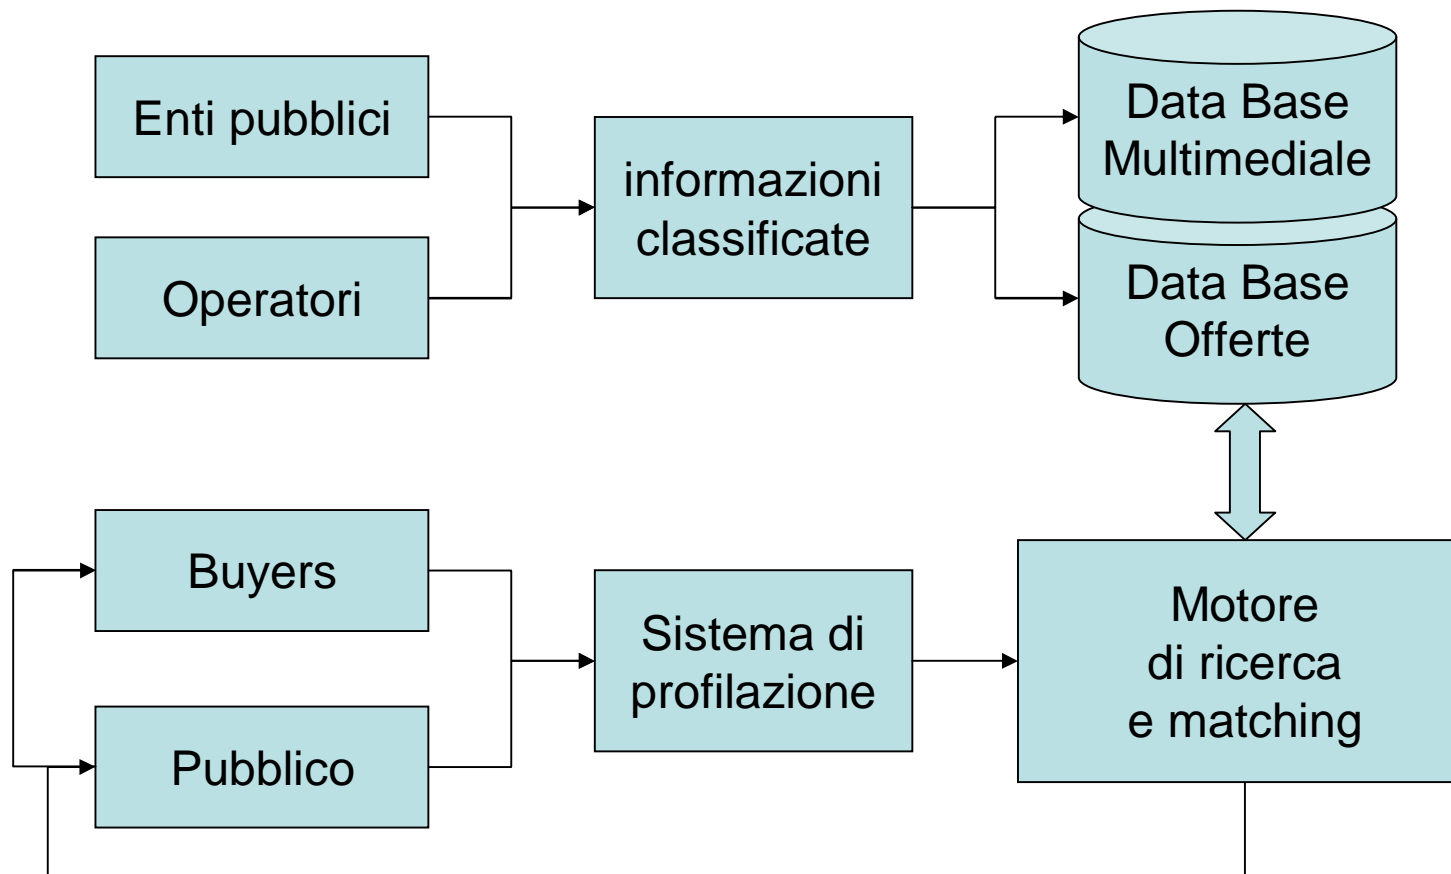 Enti pubblici
Operatori
informazioni
classificate
Data Base
Multimediale
Data Base
Offerte
Buyers
Pubblico
Sistema di
profilazione
Motore
di ricerca
e matching